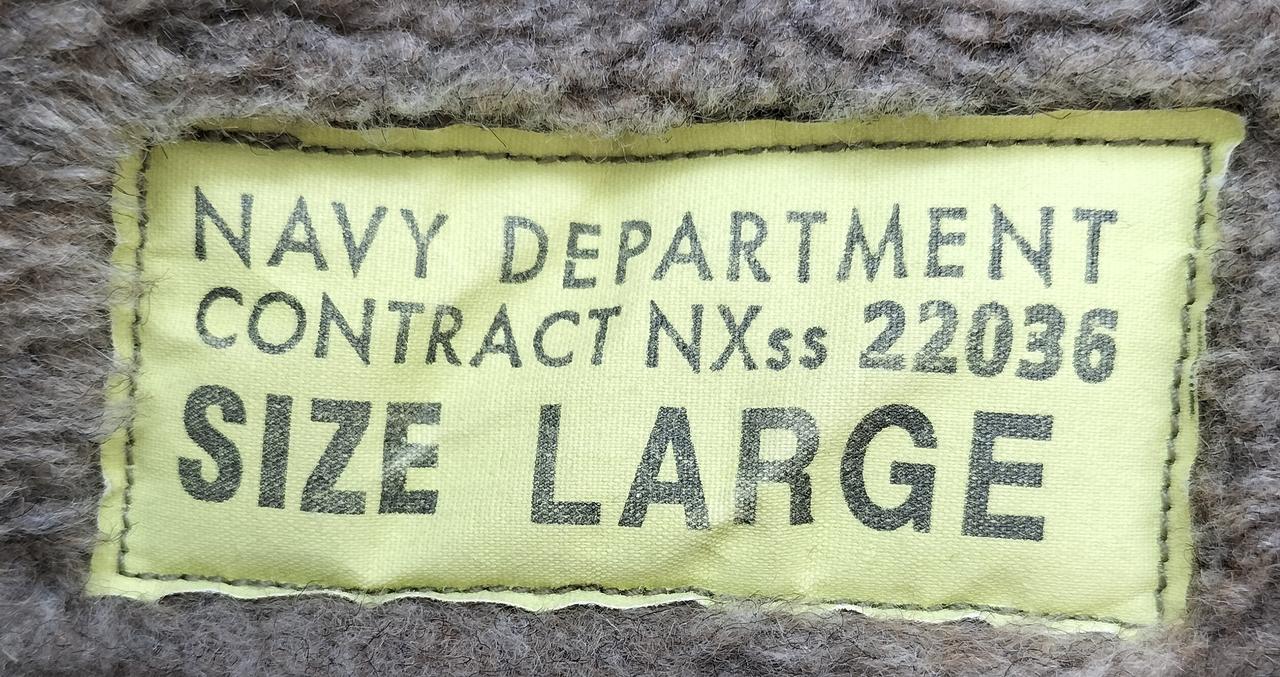 NAVY DEPARTMENT
CONTRACT NXss 22036
SIZE LARGE